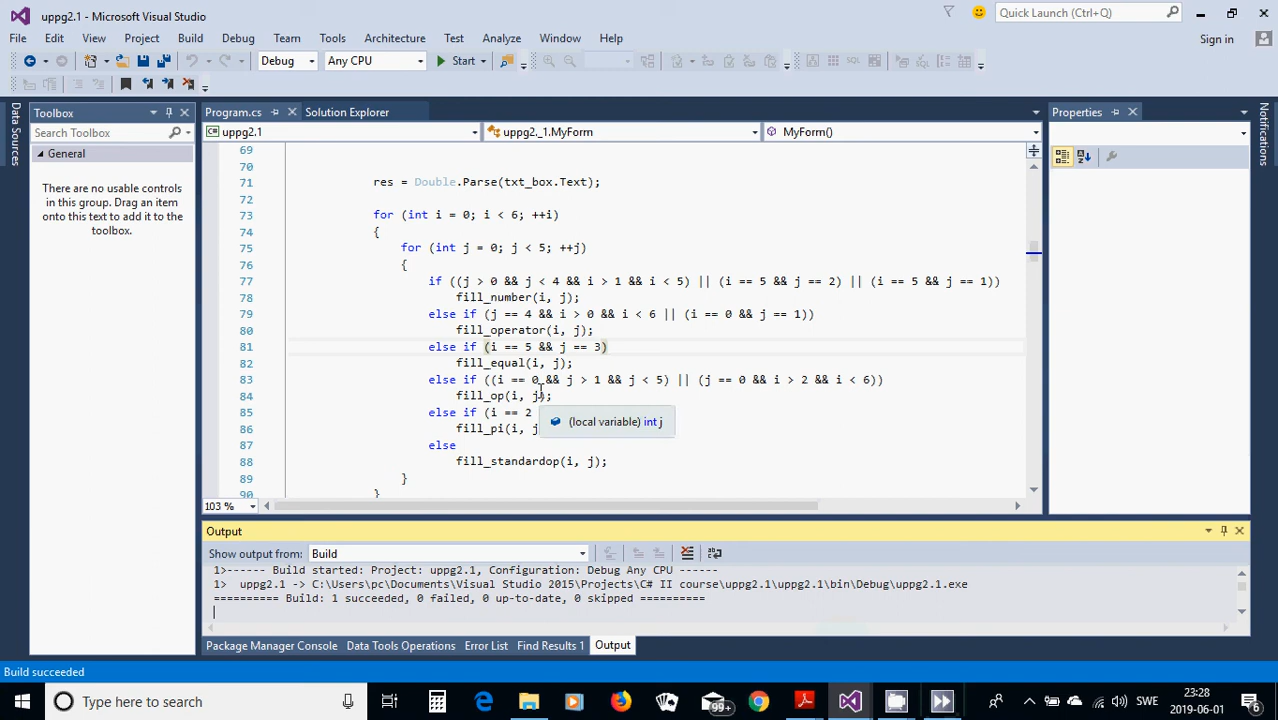 uppg2.1 - Microsoft Visual Studio
Quick Launch (Ctrl+Q)
File Edit View Project Build Debug Team Tools Architecture Test Analyze Window Help
Sign in
Debug Any CPU Start
Data Sources
Toolbox
Search Toolbox
General
There are no usable controls
in this group. Drag an item
onto this text to add it to the
toolbox.
Program.cs Solution Explorer
uppg2.1 uppg2._1.MyForm MyForm()
69
70
71 res = Double.Parse(txt_box.Text);
72
73 for (int i = 0; i < 6; ++i)
74 {
75 for (int j = 0; j < 5; ++j)
76 {
77 if ((j > 0 && j < 4 && i > 1 && i < 5) || (i == 5 && j == 2) || (i == 5 && j == 1))
78 fill_number(i, j);
79 else if (j == 4 && i > 0 && i < 6 || (i == 0 && j == 1))
80 fill_operator(i, j);
81 else if (i == 5 && j == 3)
82 fill_equal(i, j);
83 else if ((i == 0 && j > 1 && j < 5) || (j == 0 && i > 2 && i < 6))
84 fill_op(i, j);
85 else if (i == 2
86 fill_pi(i, j
87 else
88 fill_standardop(i, j);
89 }
90 }
(local variable) int j
103 %
Properties
Notifications
Output
Show output from: Build
1>------ Build started: Project: uppg2.1, Configuration: Debug Any CPU ------
1> uppg2.1 -> C:\Users\pc\Documents\Visual Studio 2015\Projects\C# II course\uppg2.1\uppg2.1\bin\Debug\uppg2.1.exe
========== Build: 1 succeeded, 0 failed, 0 up-to-date, 0 skipped ==========
Package Manager Console Data Tools Operations Error List Find Results 1 Output
Build succeeded
Type here to search
99+
SWE
23:28
2019-06-01
6